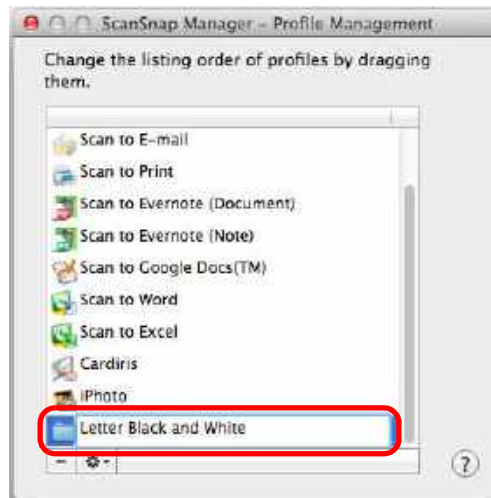 ScanSnap Manager – Profile Management
Change the listing order of profiles by dragging
them.
Scan to E-mail
Scan to Print
Scan to Evernote (Document)
Scan to Evernote (Note)
Scan to Google Docs(TM)
Scan to Word
Scan to Excel
Cardiris
iPhoto
Letter Black and White
?